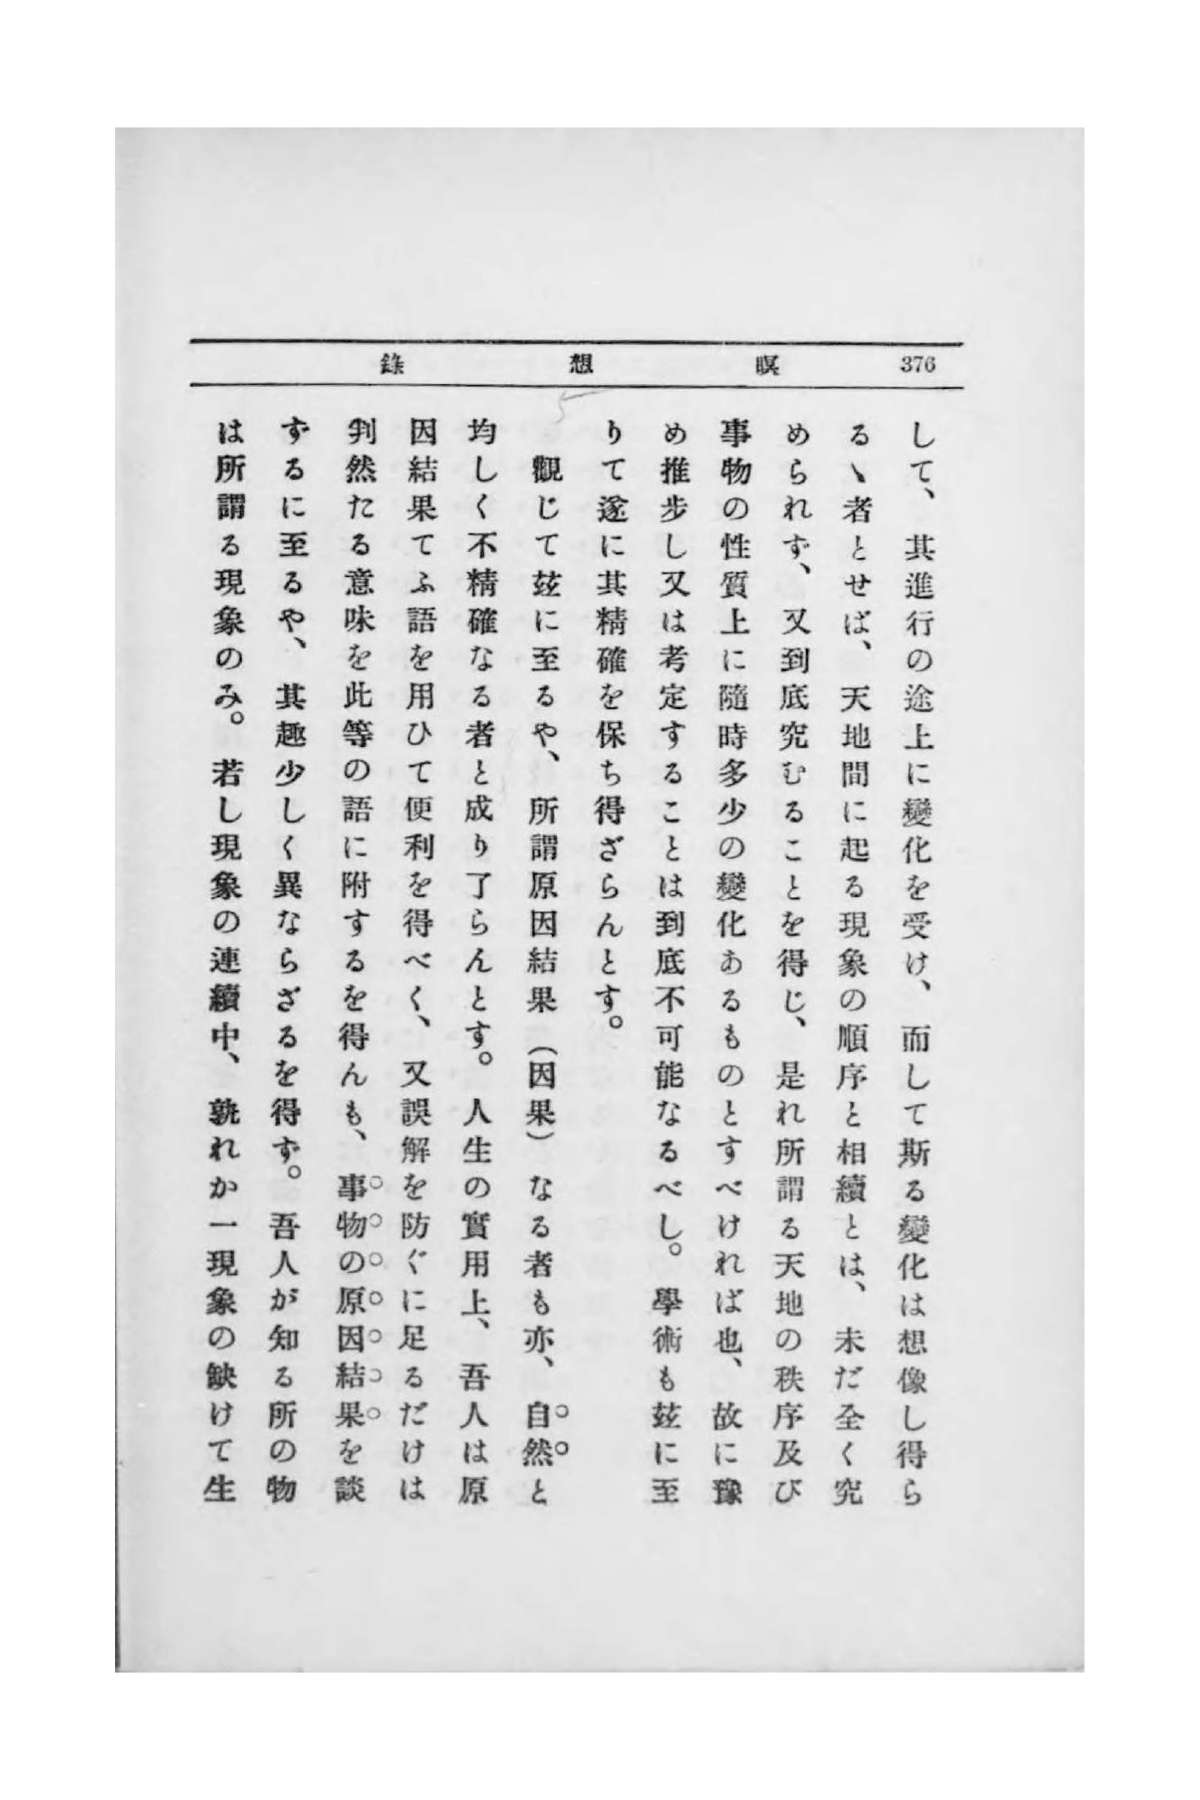 376 瞑想錄
して、其進行の途上に變化を受け、而して斯る變化は想像し得ら
るヽ者とせば、天地間に起る現象の順序と相續とは、未だ全く究
められず、又到底究むることを得じ、是れ所謂る天地の秩序及び
事物の性質上に隨時多少の變化あるものとすべければ也、故に豫
め推步し又は考定することは到底不可能なるべし。學術も玆に至
りて遂に其精確を保ち得ざらんとす。
觀じて玆に至るや、所謂原因結果(因果)なる者も亦、自然と
均しく不精確なる者と成り了らんとす。人生の實用上、吾人は原
因結果てふ語を用ひて便利を得べく、又誤解を防ぐに足るだけは
判然たる意味を此等の語に附するを得んも、事物の原因結果を談
ずるに至るや、其趣少しく異ならざるを得ず。吾人が知る所の物
は所謂る現象のみ。若し現象の連續中、孰れか一現象の缺けて生